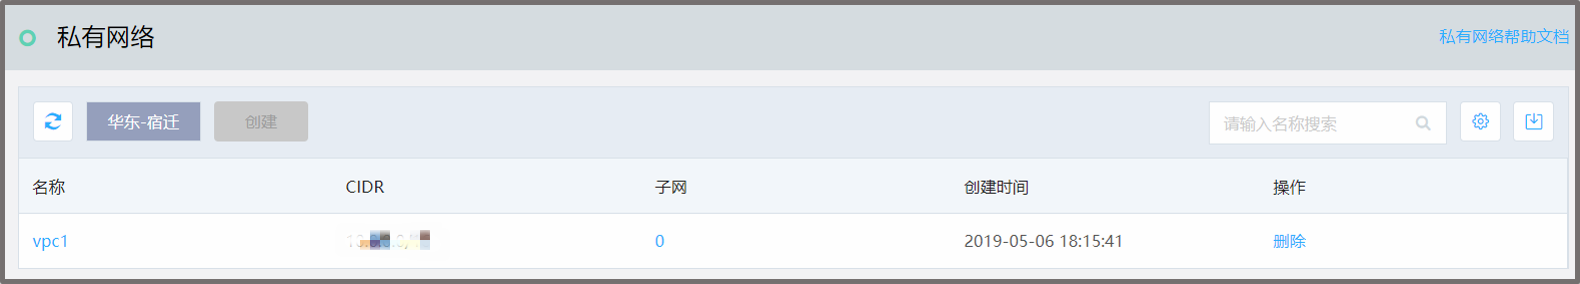 私有网络
私有网络帮助文档
华东-宿迁 创建 请输入名称搜索
名称 CIDR 子网 创建时间 操作
vpc1 0 2019-05-06 18:15:41 删除